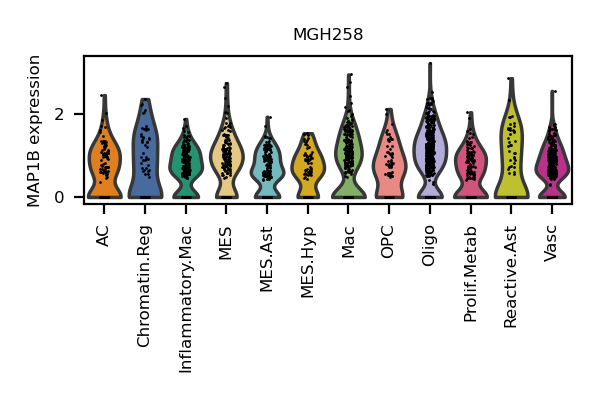 MGH258
MAP1B expression
2
0
AC
Chromatin.Reg
Inflammatory.Mac
MES
MES.Ast
MES.Hyp
Mac
OPC
Oligo
Prolif.Metab
Reactive.Ast
Vasc